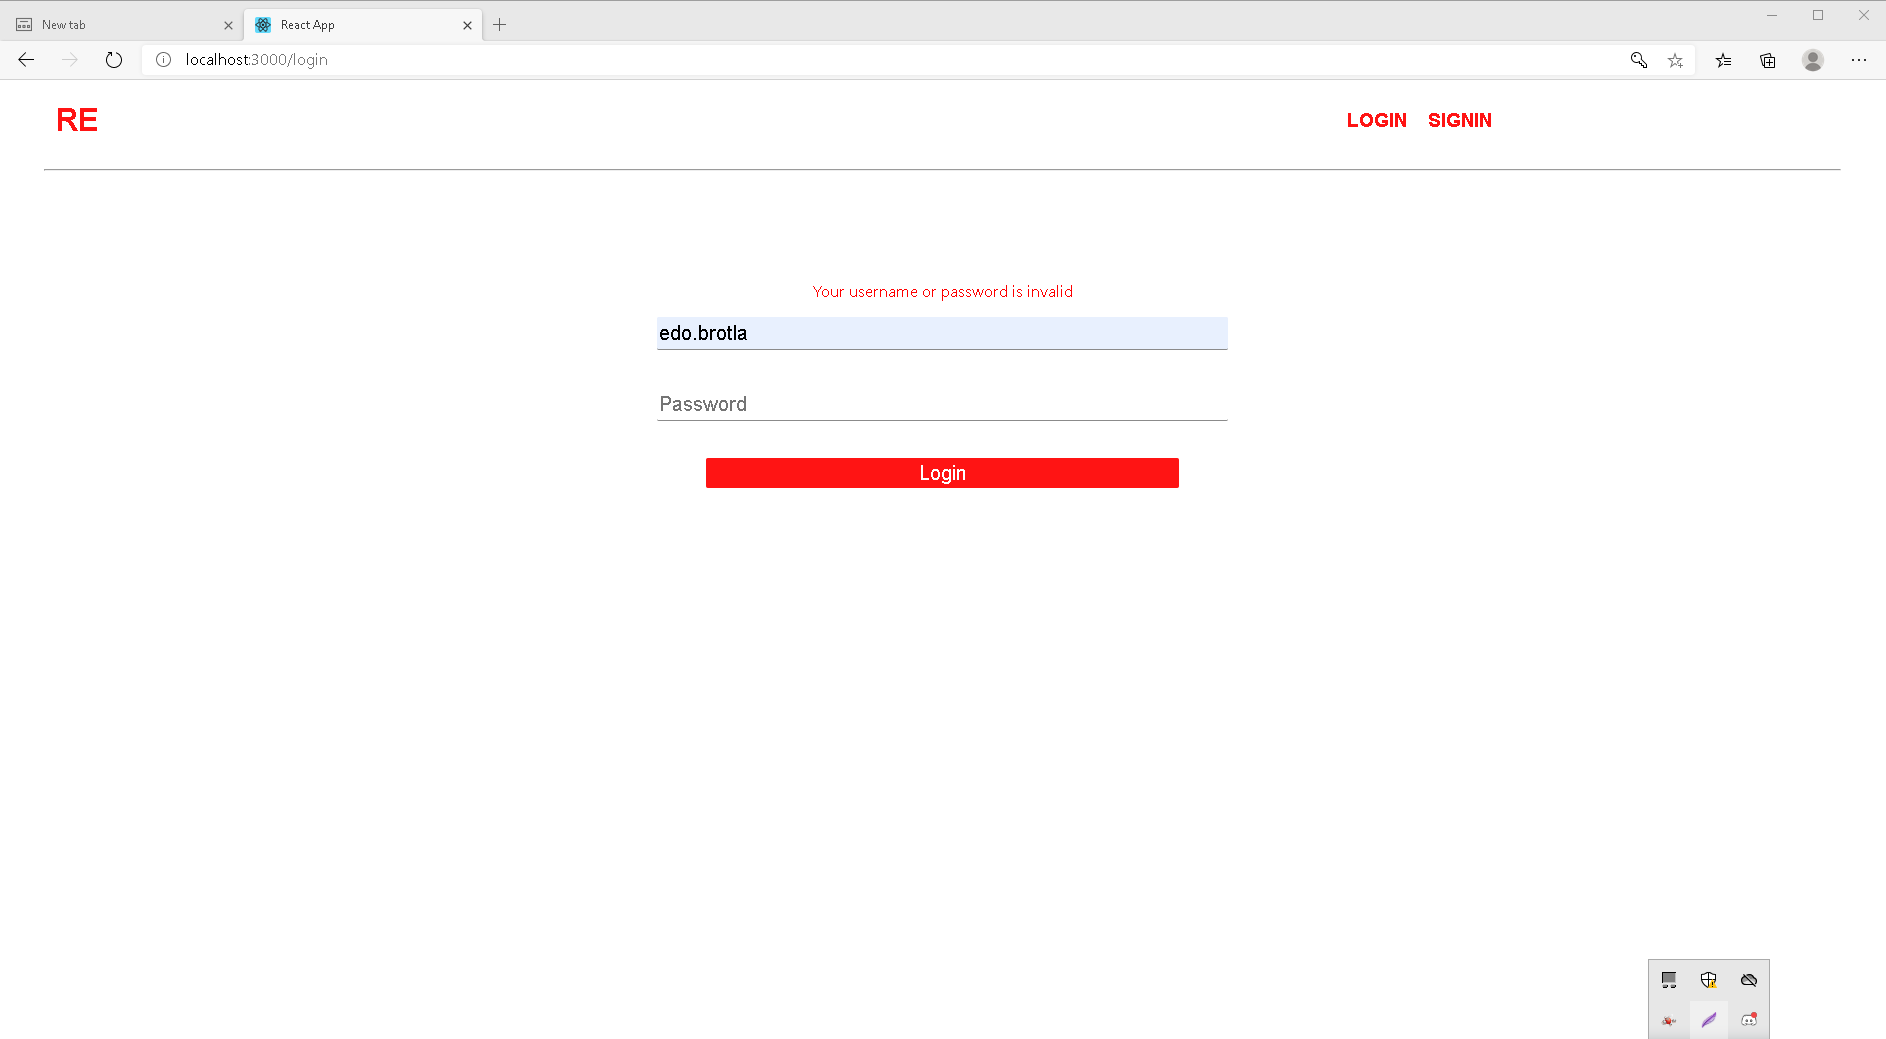 New tab
React App
localhost:3000/login
RE
LOGIN SIGNIN
Your username or password is invalid
edo.brotla
Password
Login